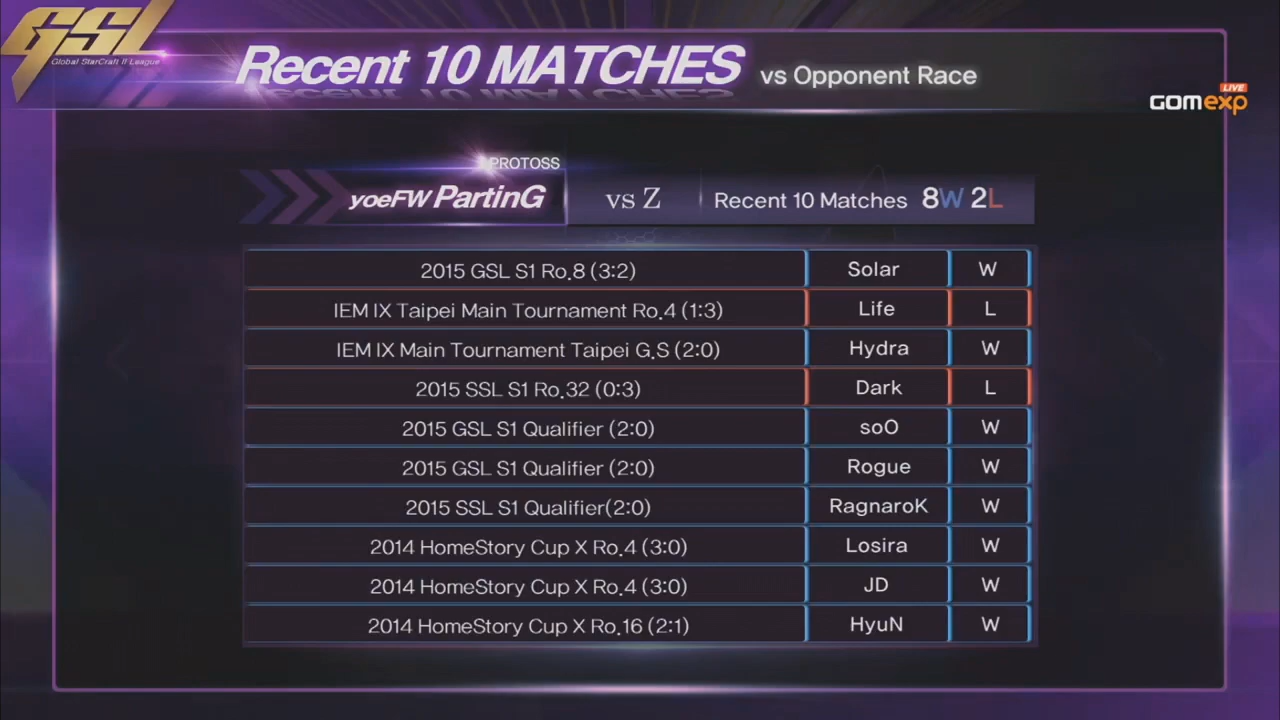 GSL
Global StarCraft II League
Recent 10 MATCHES vs Opponent Race
LIVE
GOMexp
PROTOSS
yoeFW PartinG vs Z Recent 10 Matches 8W 2L
2015 GSL S1 Ro.8 (3:2) Solar W
IEM IX Taipei Main Tournament Ro.4 (1:3) Life L
IEM IX Main Tournament Taipei G.S (2:0) Hydra W
2015 SSL S1 Ro.32 (0:3) Dark L
2015 GSL S1 Qualifier (2:0) soO W
2015 GSL S1 Qualifier (2:0) Rogue W
2015 SSL S1 Qualifier(2:0) RagnaroK W
2014 HomeStory Cup X Ro.4 (3:0) Losira W
2014 HomeStory Cup X Ro.4 (3:0) JD W
2014 HomeStory Cup X Ro.16 (2:1) HyuN W